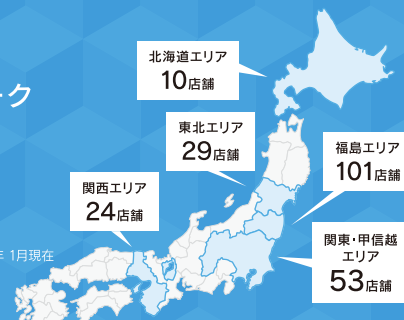 北海道エリア
10店舗
ーク
東北エリア
29店舗
福島エリア
101店舗
関西エリア
24店舗
関東・甲信越
エリア
53店舗
年 1月現在